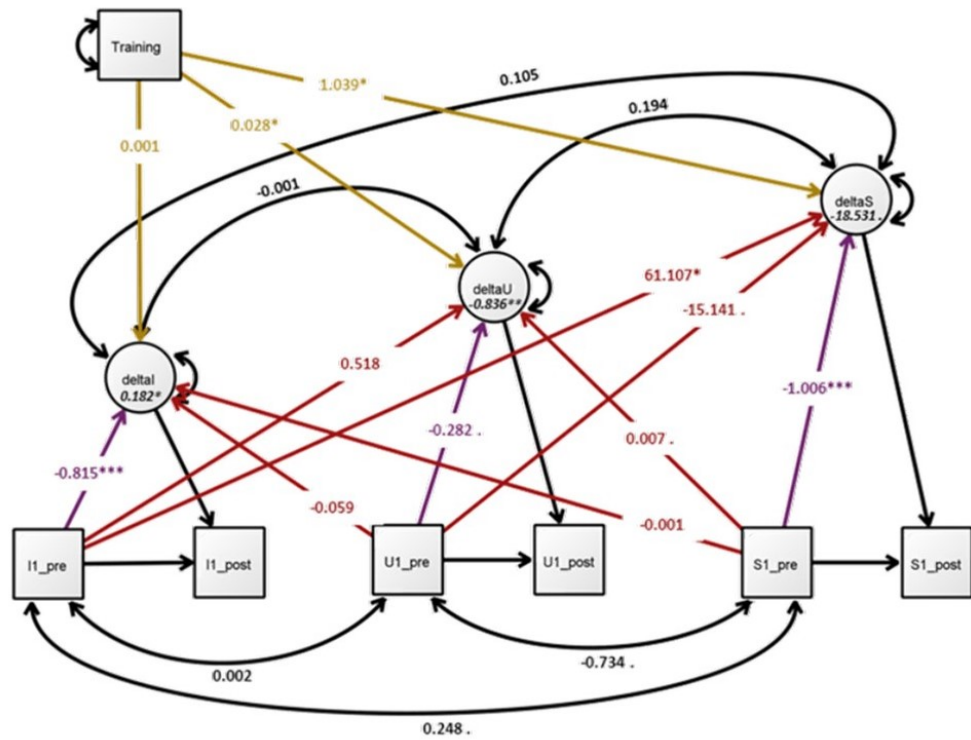 Training
0.105
1.039*
0.194
0.028*
0.001
-0.001
deltaS
-18.531 .
61.107*
deltaU
-0.836**
-15.141 .
0.518
deltaI
0.182*
-1.006***
-0.282 .
0.007 .
-0.815***
-0.059
-0.001
I1_pre
I1_post
U1_pre
U1_post
S1_pre
S1_post
0.002
-0.734 .
0.248 .